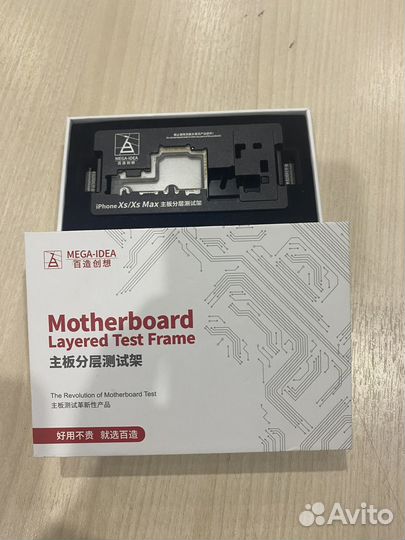 MEGA-IDEA
百造创想
iPhone Xs/Xs Max 主板分层测试架
MEGA-IDEA
百造创想
Motherboard
Layered Test Frame
主板分层测试架
The Revolution of Motherboard Test
主板测试革新性产品
好用不贵 就选百造
Avito